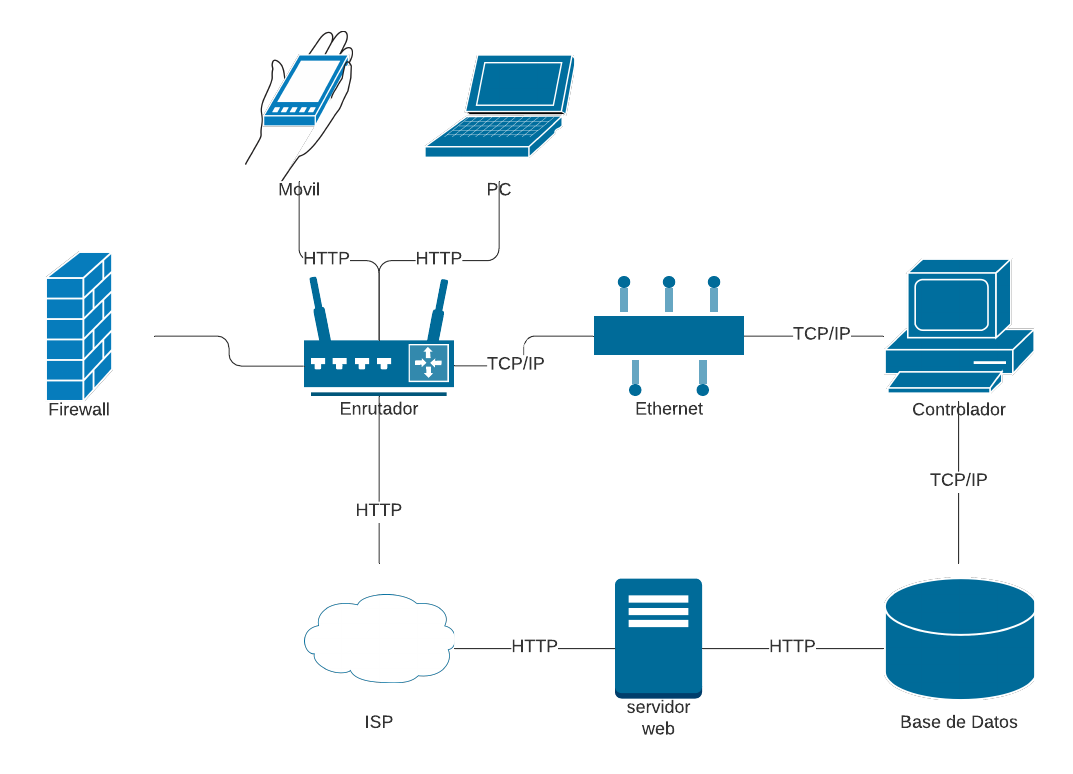 Movil
PC
HTTP
HTTP
TCP/IP
TCP/IP
Firewall
Enrutador
Ethernet
Controlador
TCP/IP
HTTP
HTTP
HTTP
servidor
web
ISP
Base de Datos